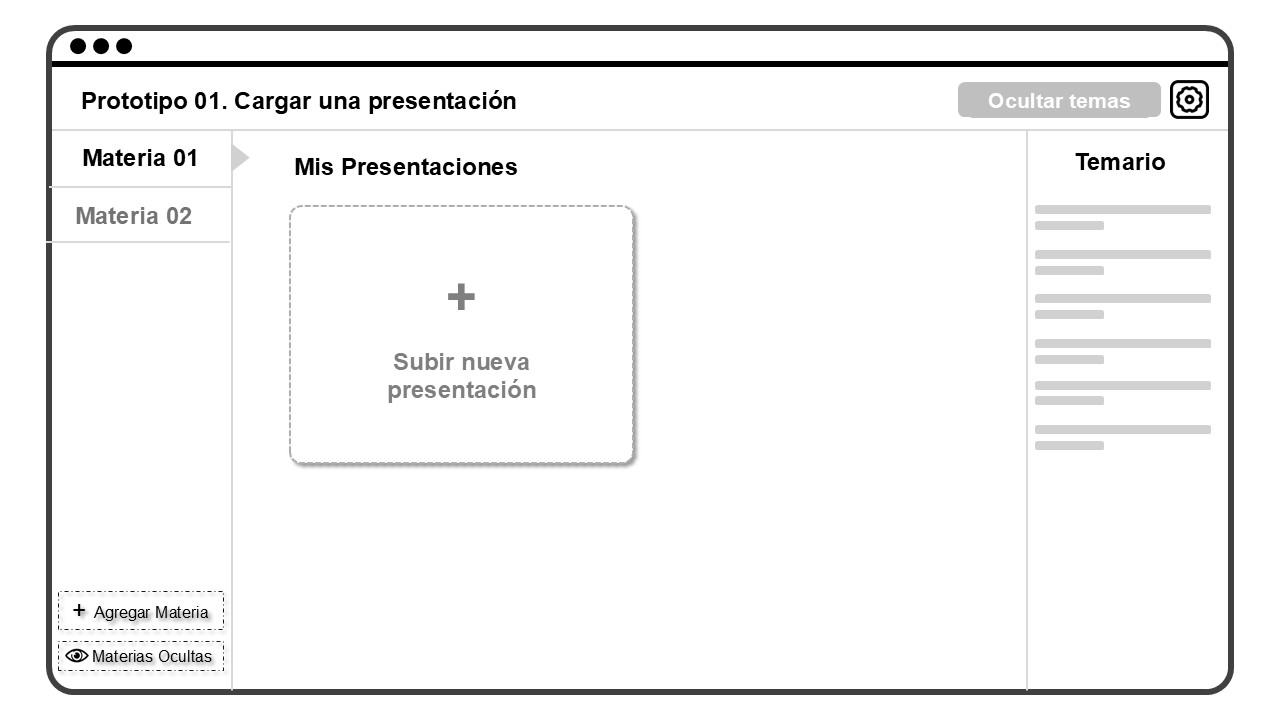 Prototipo 01. Cargar una presentación
Ocultar temas
Materia 01
Materia 02
Mis Presentaciones
+
Subir nueva
presentación
Temario
+ Agregar Materia
Materias Ocultas